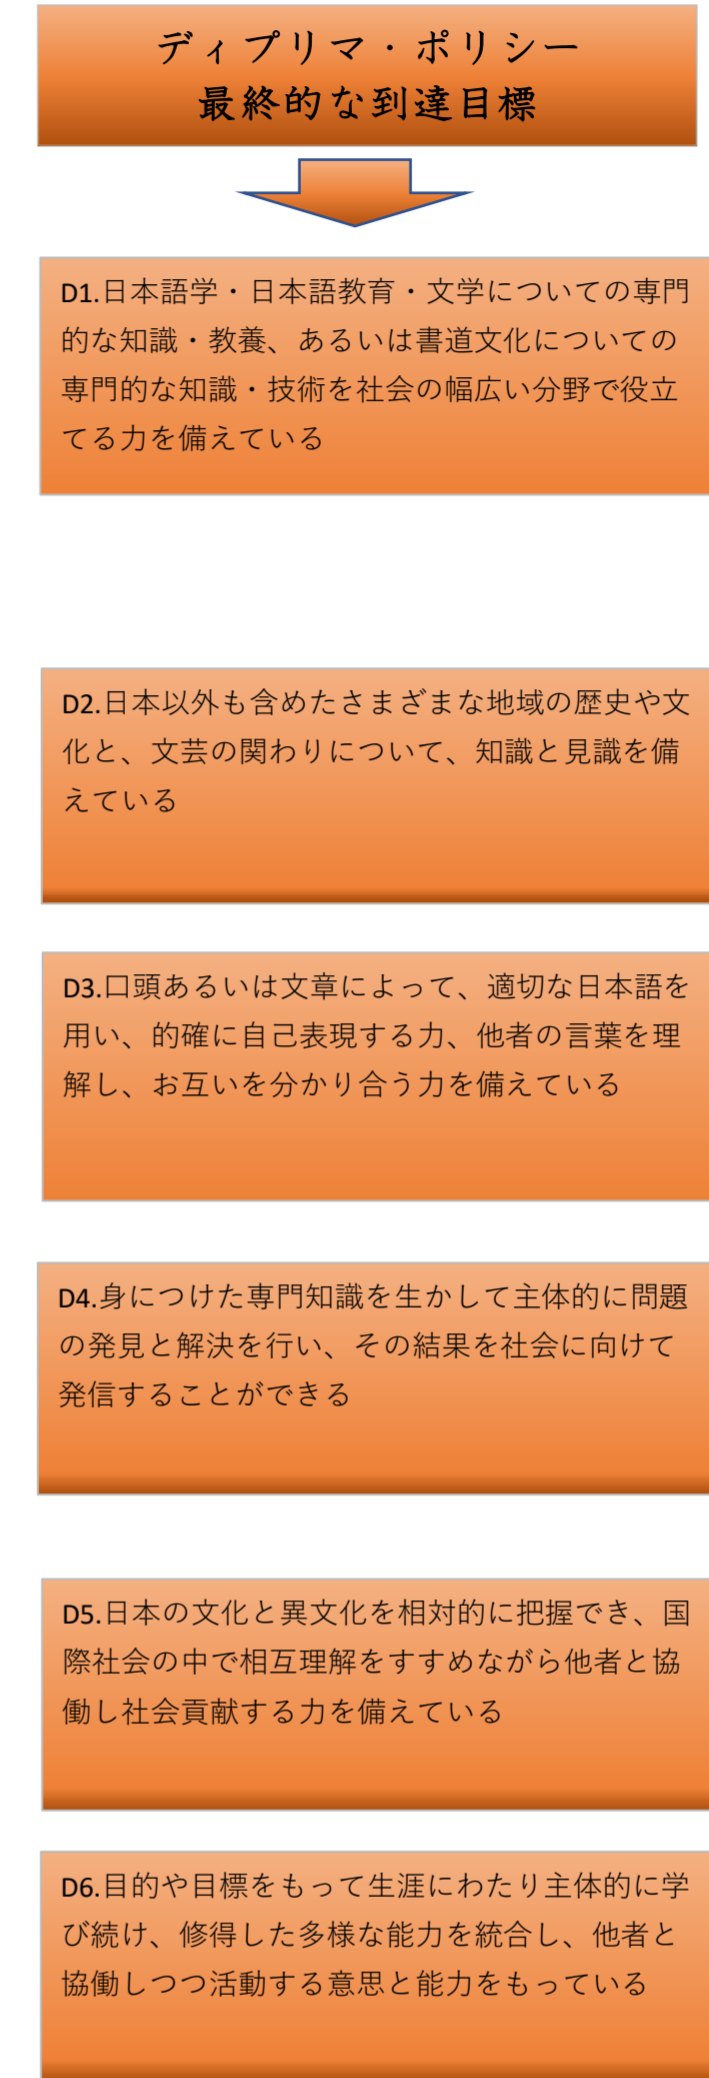 ディプリマ・ポリシー
最終的な到達目標
D1.日本語学・日本語教育・文学についての専門
的な知識・教養、あるいは書道文化についての
専門的な知識・技術を社会の幅広い分野で役立
てる力を備えている
D2.日本以外も含めたさまざまな地域の歴史や文
化と、文芸の関わりについて、知識と見識を備
えている
D3.口頭あるいは文章によって、適切な日本語を
用い、的確に自己表現する力、他者の言葉を理
解し、お互いを分かり合う力を備えている
D4.身につけた専門知識を生かして主体的に問題
の発見と解決を行い、その結果を社会に向けて
発信することができる
D5.日本の文化と異文化を相対的に把握でき、国
際社会の中で相互理解をすすめながら他者と協
働し社会貢献する力を備えている
D6.目的や目標をもって生涯にわたり主体的に学
び続け、修得した多様な能力を統合し、他者と
協働しつつ活動する意思と能力をもっている